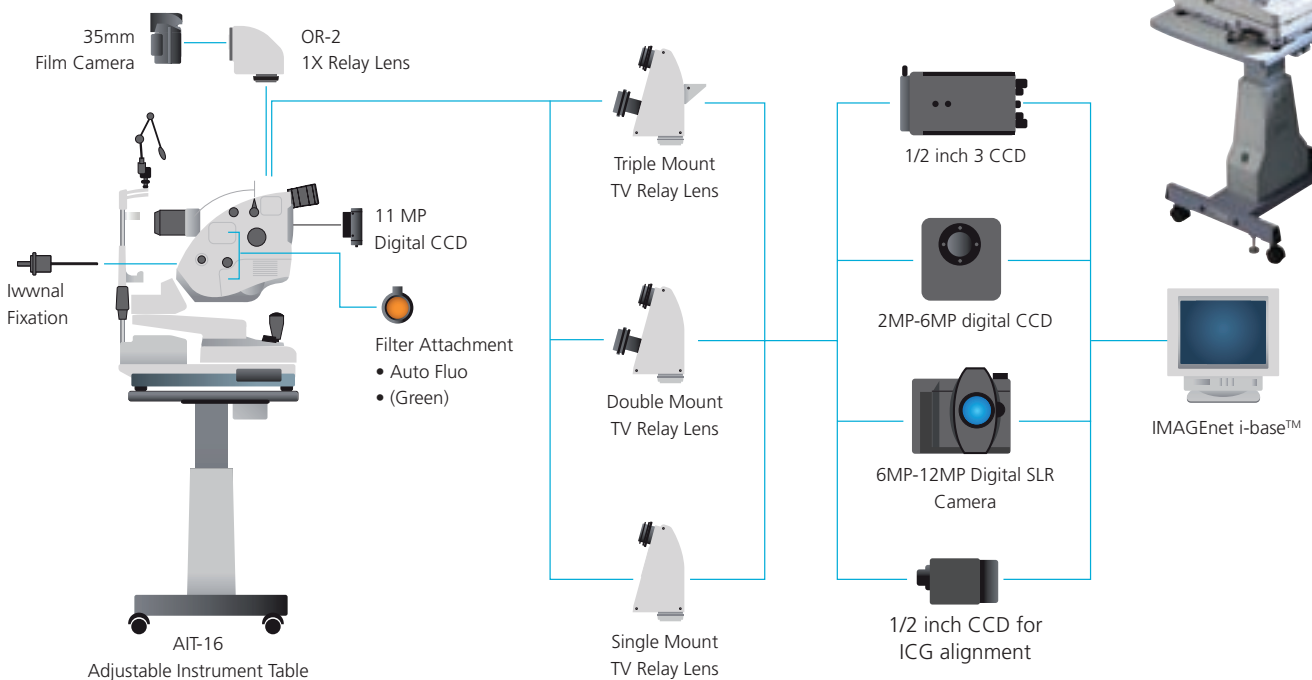 35mm
Film Camera
OR-2
1X Relay Lens
11 MP
Digital CCD
Iwwnal
Fixation
Filter Attachment
• Auto Fluo
• (Green)
AIT-16
Adjustable Instrument Table
Triple Mount
TV Relay Lens
Double Mount
TV Relay Lens
Single Mount
TV Relay Lens
1/2 inch 3 CCD
2MP-6MP digital CCD
6MP-12MP Digital SLR
Camera
1/2 inch CCD for
ICG alignment
IMAGEnet i-base™